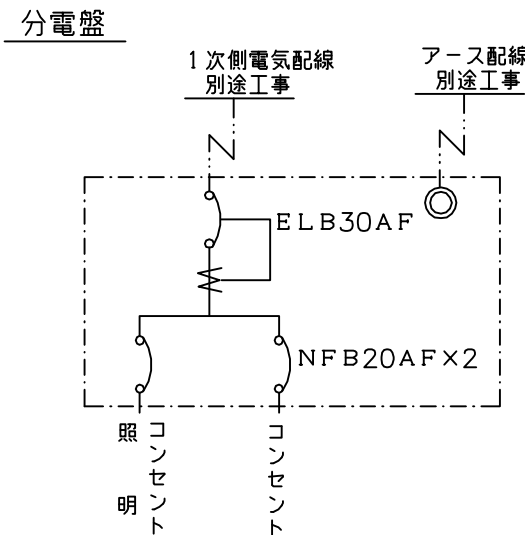 分電盤
1次側電気配線
別途工事
アース配線
別途工事
ELB30AF
NFB20AF×2
照明
コンセント
コンセント